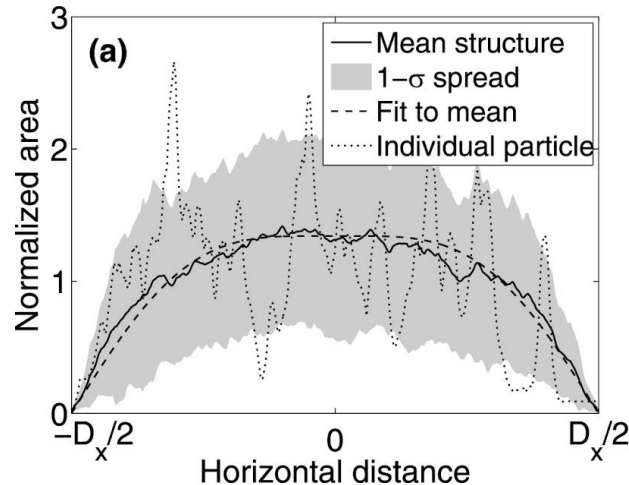 3
(a)
Mean structure
1-σ spread
Fit to mean
Individual particle
2
Normalized area
1
0
-D_x/2
0
D_x/2
Horizontal distance